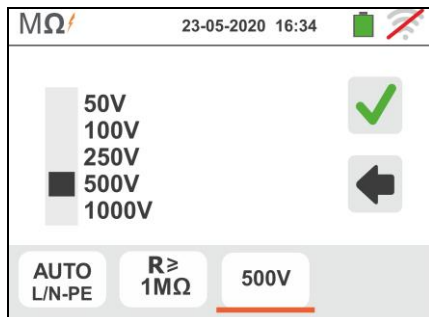 MΩ 23-05-2020 16:34
50V
100V
250V
500V
1000V
AUTO
L/N-PE
R≥
1MΩ
500V